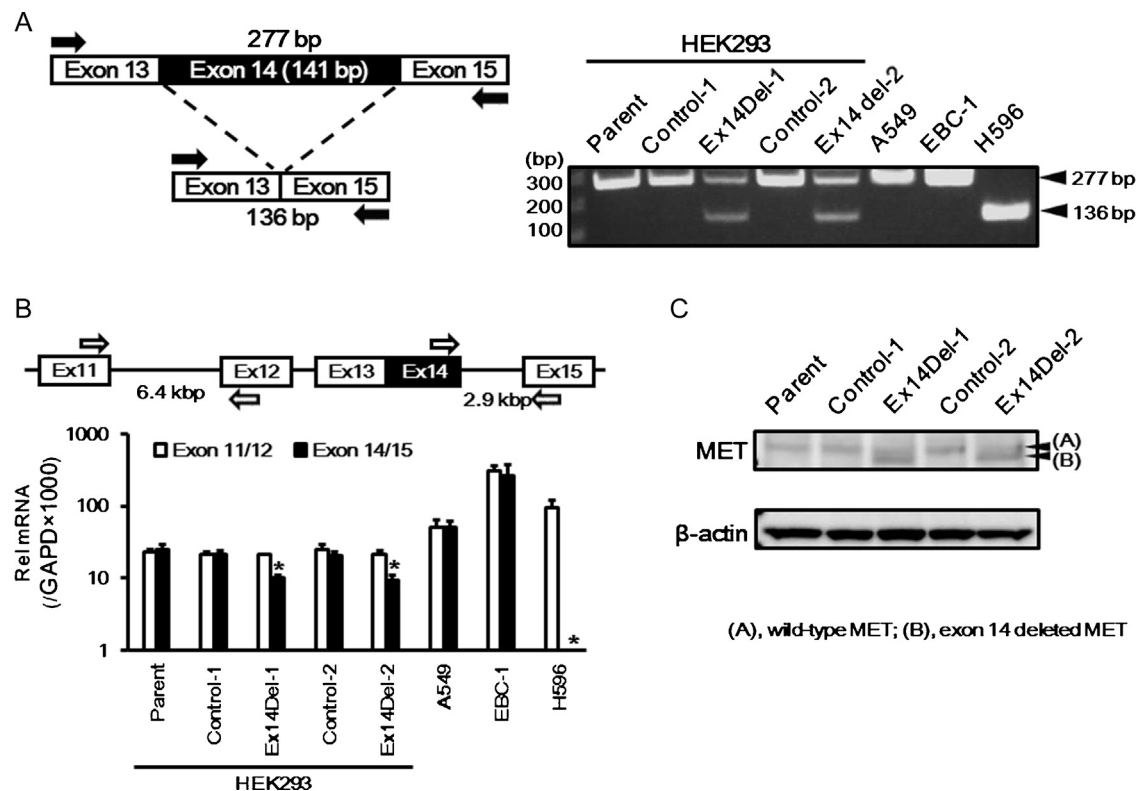 A
277 bp
Exon 13
Exon 14 (141 bp)
Exon 15
Exon 13
Exon 15
136 bp
HEK293
Parent
Control-1
Ex14Del-1
Control-2
Ex14 del-2
A549
EBC-1
H596
(bp)
300
200
100
277 bp
136 bp
B
Ex11
Ex12
Ex13
Ex14
Ex15
6.4 kbp
2.9 kbp
Rel mRNA
(/GAPD×1000)
1000
100
10
1
Exon 11/12
Exon 14/15
*
*
*
Parent
Control-1
Ex14Del-1
Control-2
Ex14Del-2
A549
EBC-1
H596
HEK293
C
Parent
Control-1
Ex14Del-1
Control-2
Ex14Del-2
MET
(A)
(B)
β-actin
(A), wild-type MET; (B), exon 14 deleted MET